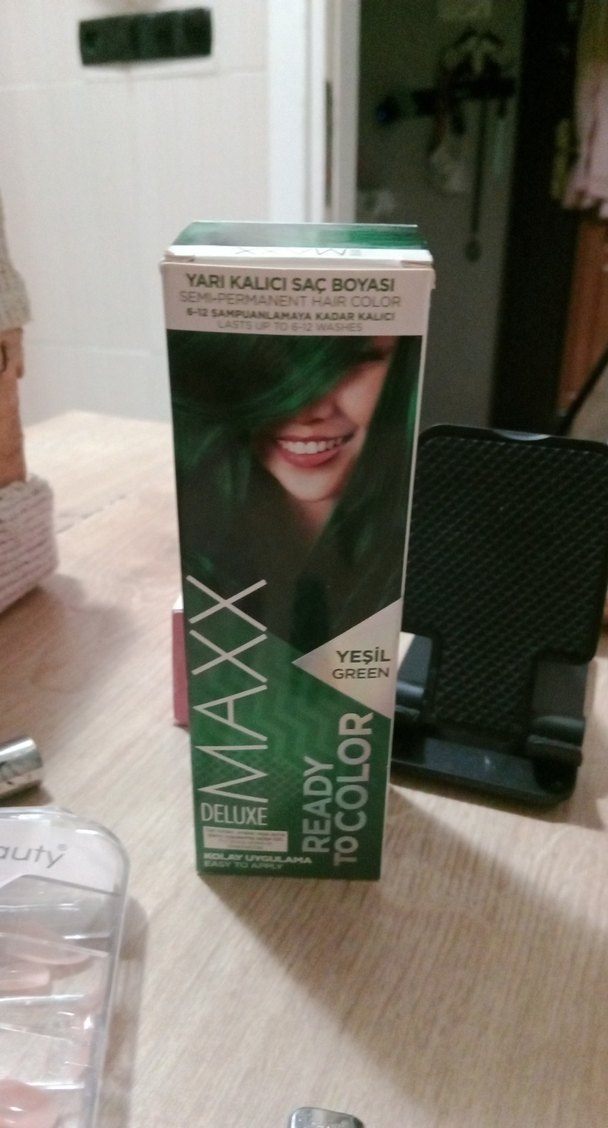 YARI KALICI SAÇ BOYASI
SEMI-PERMANENT HAIR COLOR
6-12 ŞAMPUANLAMAYA KADAR KALICI
LASTS UP TO 6-12 WASHES
YEŞİL
GREEN
MAXX
DELUXE
READY
TO COLOR
KOLAY UYGULAMA
EASY TO APPLY
auty